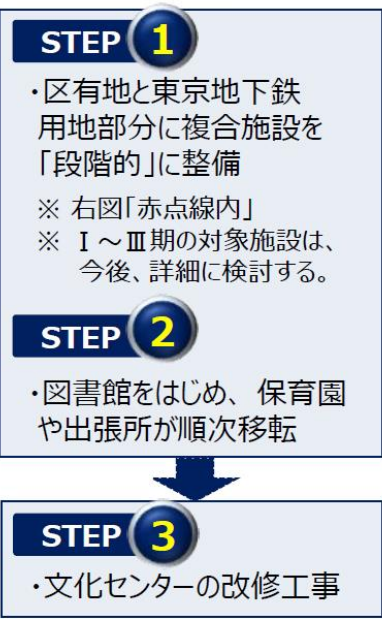 STEP 1
・区有地と東京地下鉄
用地部分に複合施設を
「段階的」に整備
※ 右図「赤点線内」
※ Ⅰ～Ⅲ期の対象施設は、
今後、詳細に検討する。
STEP 2
・図書館をはじめ、保育園
や出張所が順次移転
STEP 3
・文化センターの改修工事